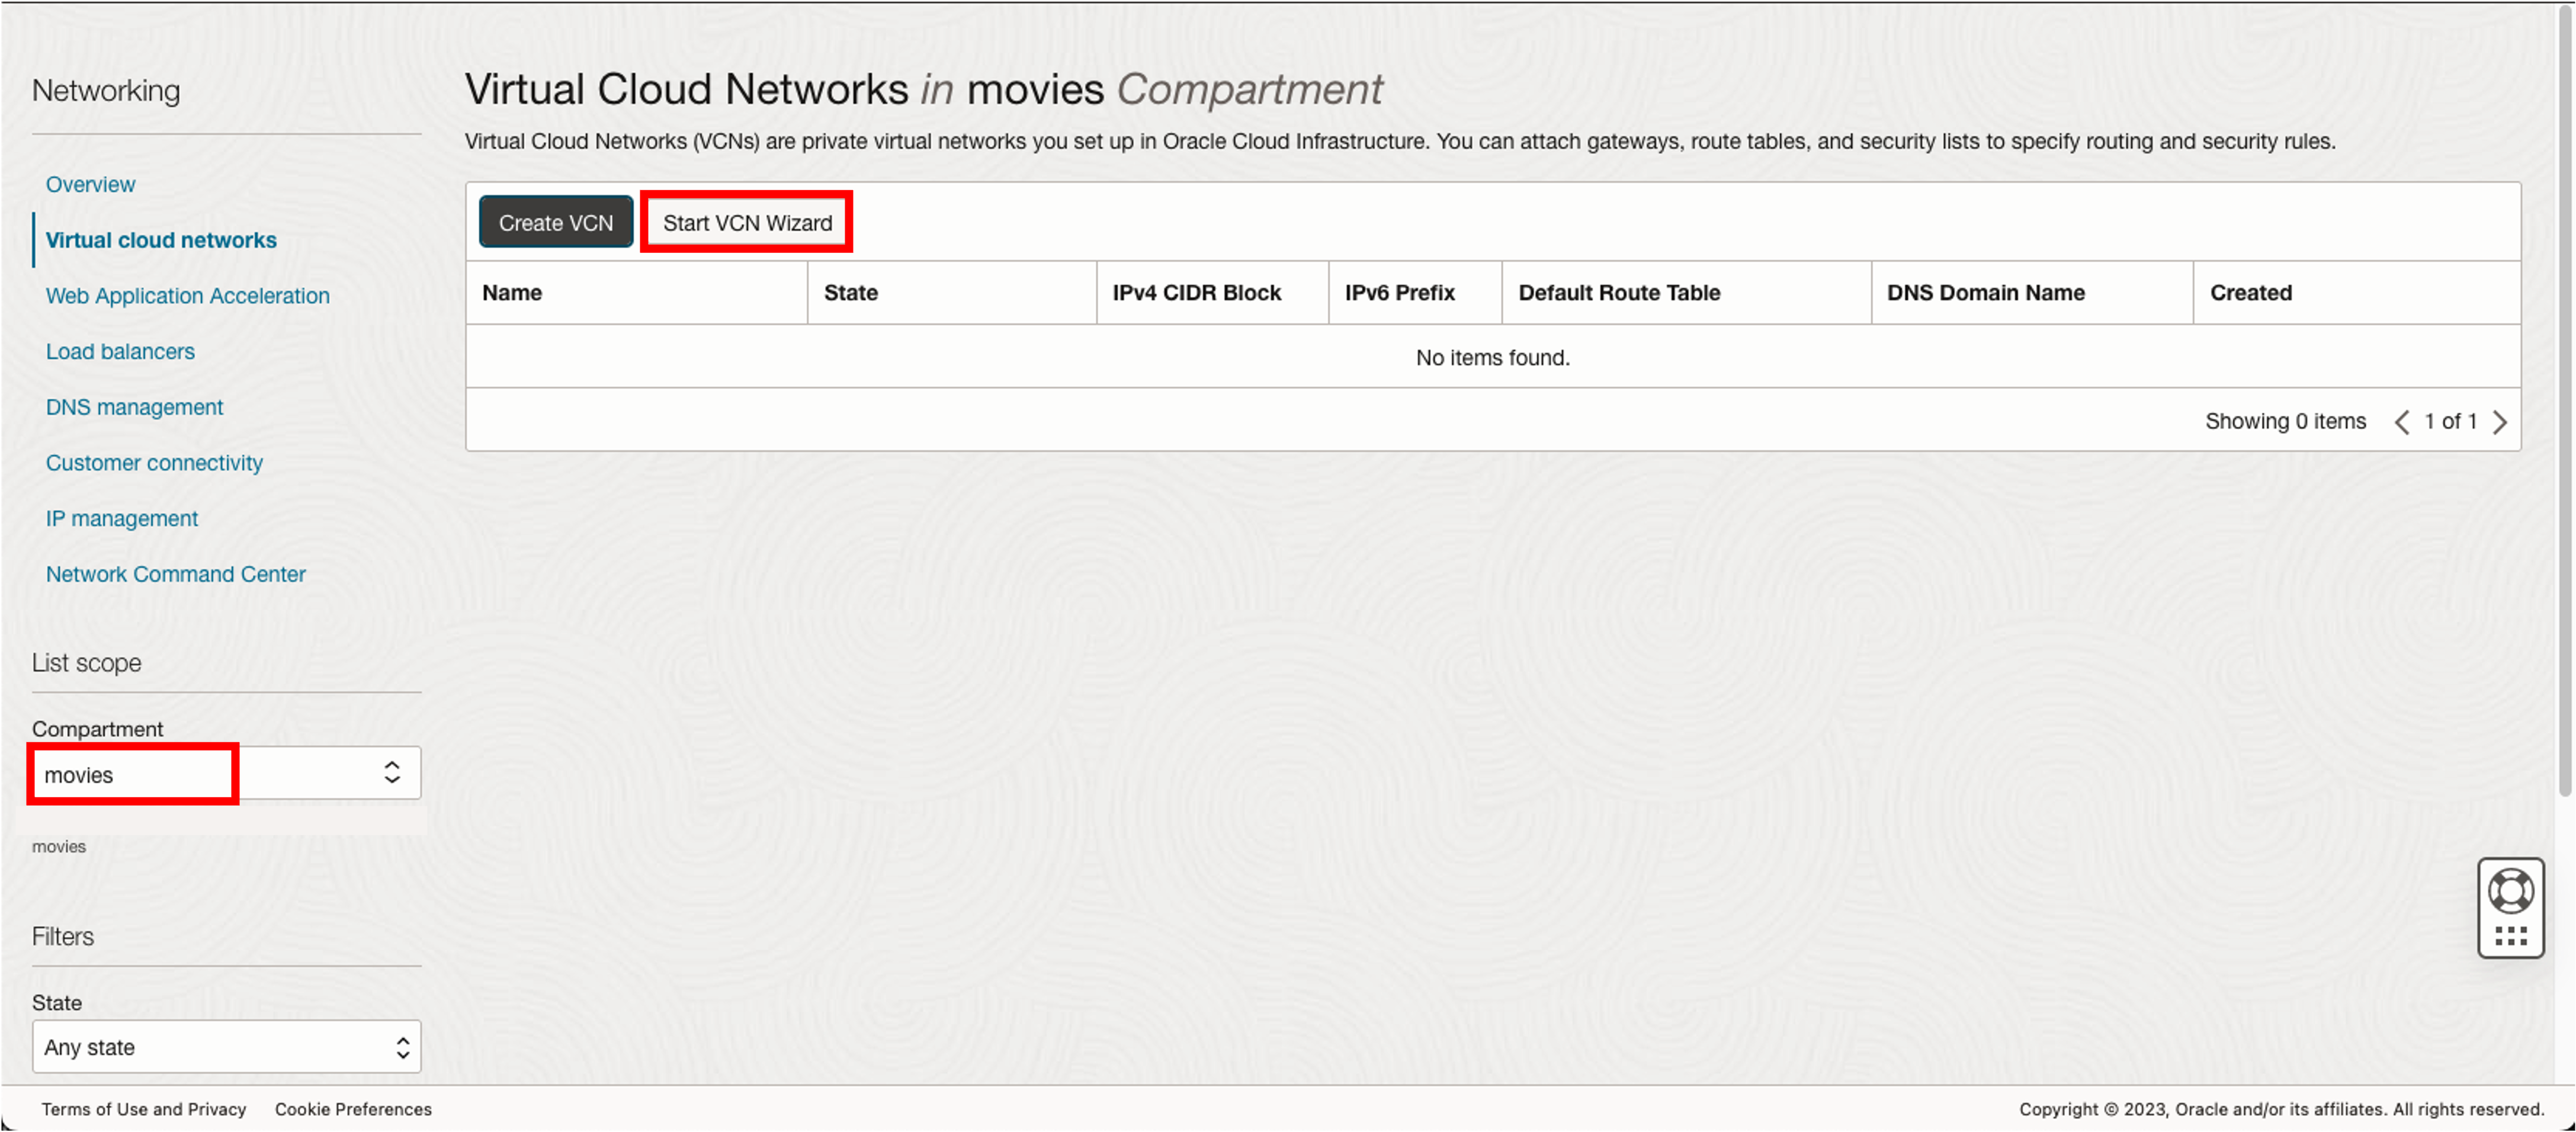 Networking
Overview
Virtual cloud networks
Web Application Acceleration
Load balancers
DNS management
Customer connectivity
IP management
Network Command Center
List scope
Compartment
movies
movies
Filters
State
Any state
Virtual Cloud Networks in movies Compartment
Virtual Cloud Networks (VCNs) are private virtual networks you set up in Oracle Cloud Infrastructure. You can attach gateways, route tables, and security lists to specify routing and security rules.
Create VCN Start VCN Wizard
Name State IPv4 CIDR Block IPv6 Prefix Default Route Table DNS Domain Name Created
No items found.
Showing 0 items 1 of 1
Terms of Use and Privacy Cookie Preferences
Copyright © 2023, Oracle and/or its affiliates. All rights reserved.